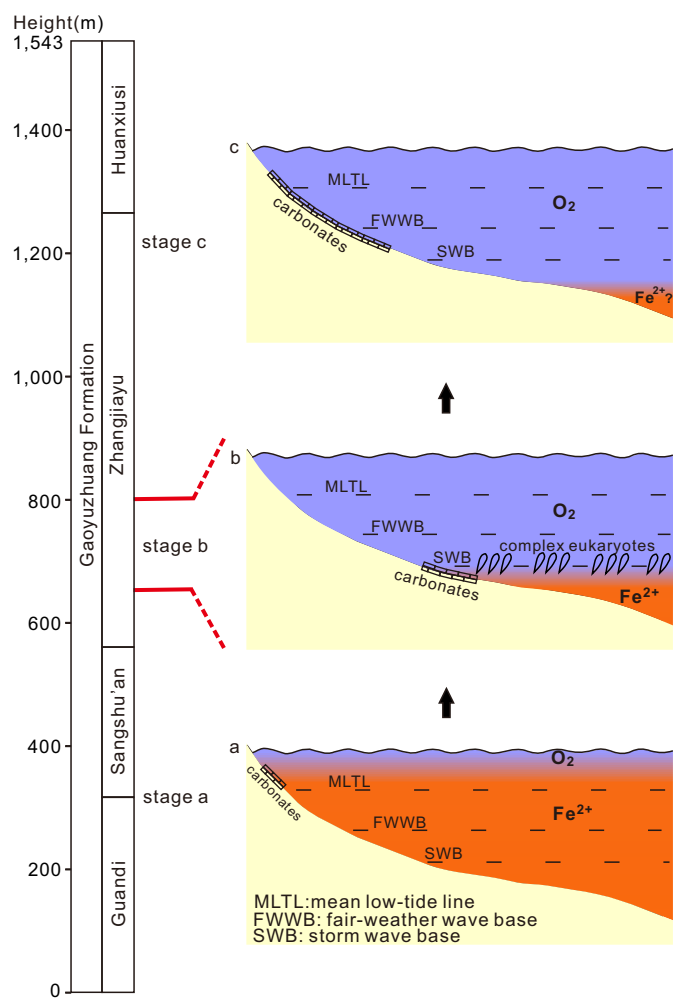 Height(m)
1,543
1,400
1,200
1,000
800
600
400
200
0
Gaoyuzhuang Formation
Huanxiusi
Zhangjiayu
Sangshu'an
Guandi
stage c
stage b
stage a
c
MLTL
O2
carbonates
FWWB
SWB
Fe2+?
b
MLTL
O2
FWWB
complex eukaryotes
SWB
carbonates
Fe2+
a
O2
carbonates
MLTL
Fe2+
FWWB
SWB
MLTL:mean low-tide line
FWWB: fair-weather wave base
SWB: storm wave base